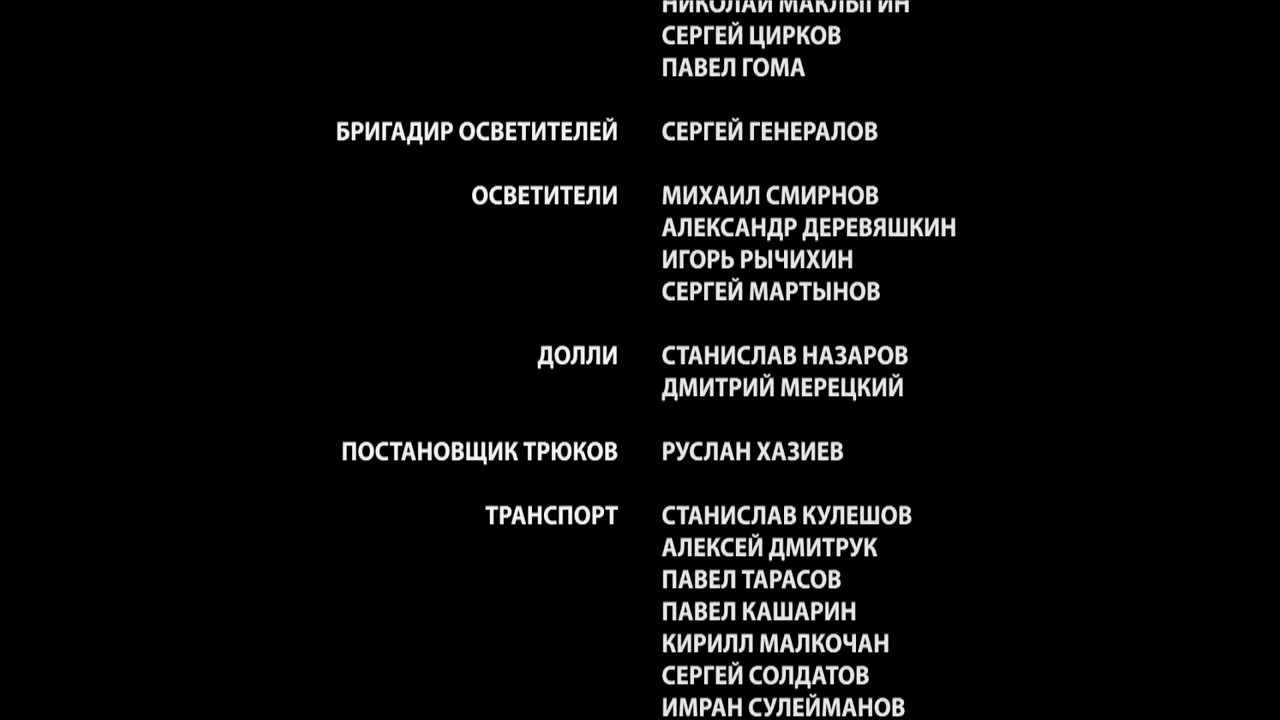 НИКОЛАЙ МАКЛЫГИН
СЕРГЕЙ ЦИРКОВ
ПАВЕЛ ГОМА
БРИГАДИР ОСВЕТИТЕЛЕЙ СЕРГЕЙ ГЕНЕРАЛОВ
ОСВЕТИТЕЛИ МИХАИЛ СМИРНОВ
АЛЕКСАНДР ДЕРЕВЯШКИН
ИГОРЬ РЫЧИХИН
СЕРГЕЙ МАРТЫНОВ
ДОЛЛИ СТАНИСЛАВ НАЗАРОВ
ДМИТРИЙ МЕРЕЦКИЙ
ПОСТАНОВЩИК ТРЮКОВ РУСЛАН ХАЗИЕВ
ТРАНСПОРТ СТАНИСЛАВ КУЛЕШОВ
АЛЕКСЕЙ ДМИТРУК
ПАВЕЛ ТАРАСОВ
ПАВЕЛ КАШАРИН
КИРИЛЛ МАЛКОЧАН
СЕРГЕЙ СОЛДАТОВ
ИМРАН СУЛЕЙМАНОВ